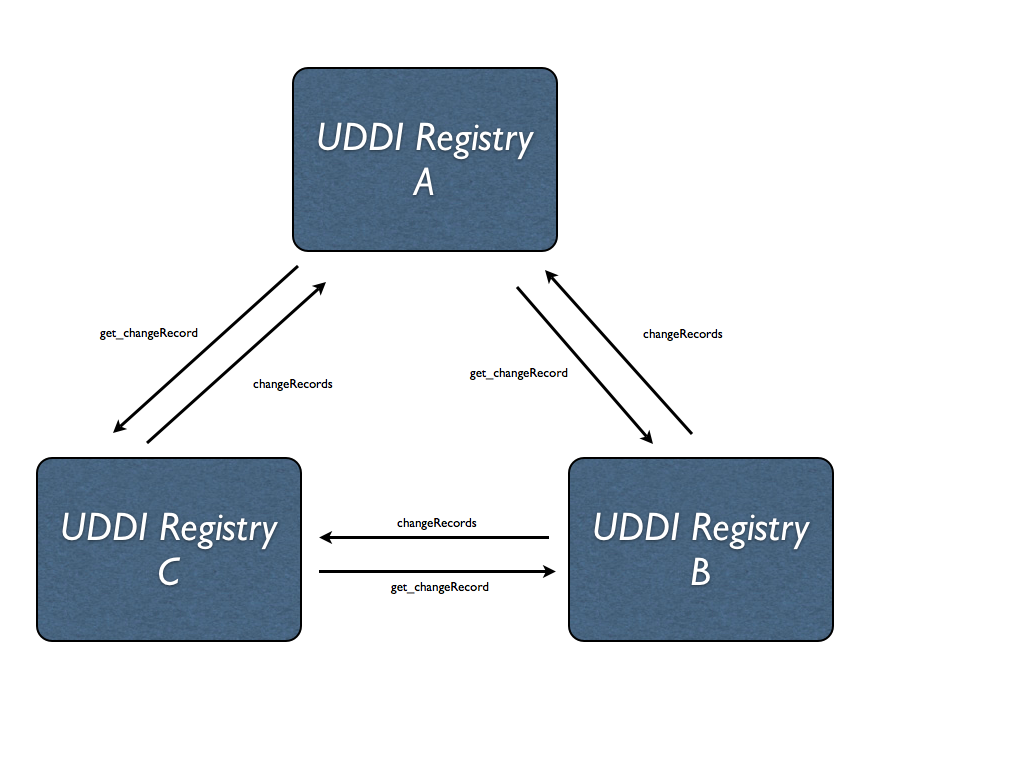 UDDI Registry
A
get_changeRecord
changeRecords
get_changeRecord
changeRecords
UDDI Registry
C
changeRecords
get_changeRecord
UDDI Registry
B